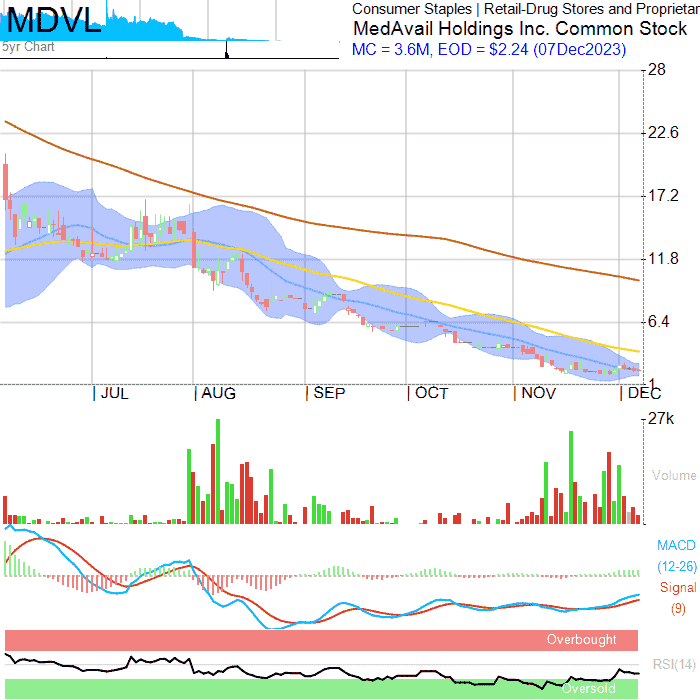 MDVL
Consumer Staples | Retail-Drug Stores and Proprietar
MedAvail Holdings Inc. Common Stock
5yr Chart
MC = 3.6M, EOD = $2.24 (07Dec2023)
28
22.6
17.2
11.8
6.4
1
| JUL | AUG | SEP | OCT | NOV | DEC
27k
Volume
MACD
(12-26)
Signal
(9)
Overbought
RSI(14)
Oversold